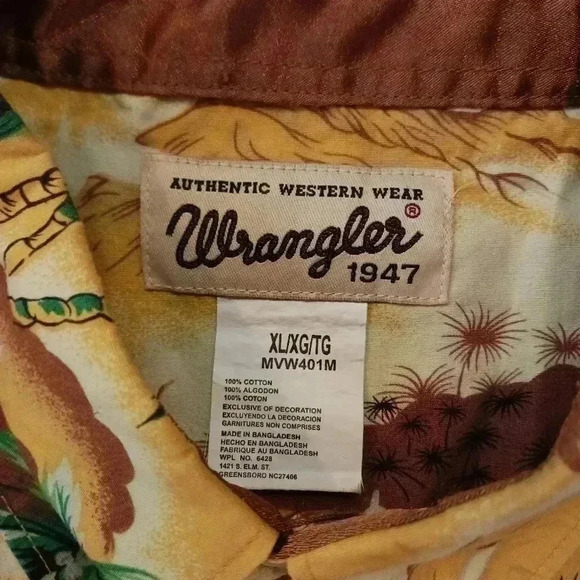 AUTHENTIC WESTERN WEAR
Wrangler®
1947
XL/XG/TG
MVW401M
100% COTTON
100% ALGODON
100% COTON
EXCLUSIVE OF DECORATION
EXCLUYENDO LA DECORACION
GARNITURES NON COMPRISES
MADE IN BANGLADESH
HECHO EN BANGLADESH
FABRIQUE AU BANGLADESH
WPL NO. 6428
1421 S. ELM ST.
GREENSBORO NC27406